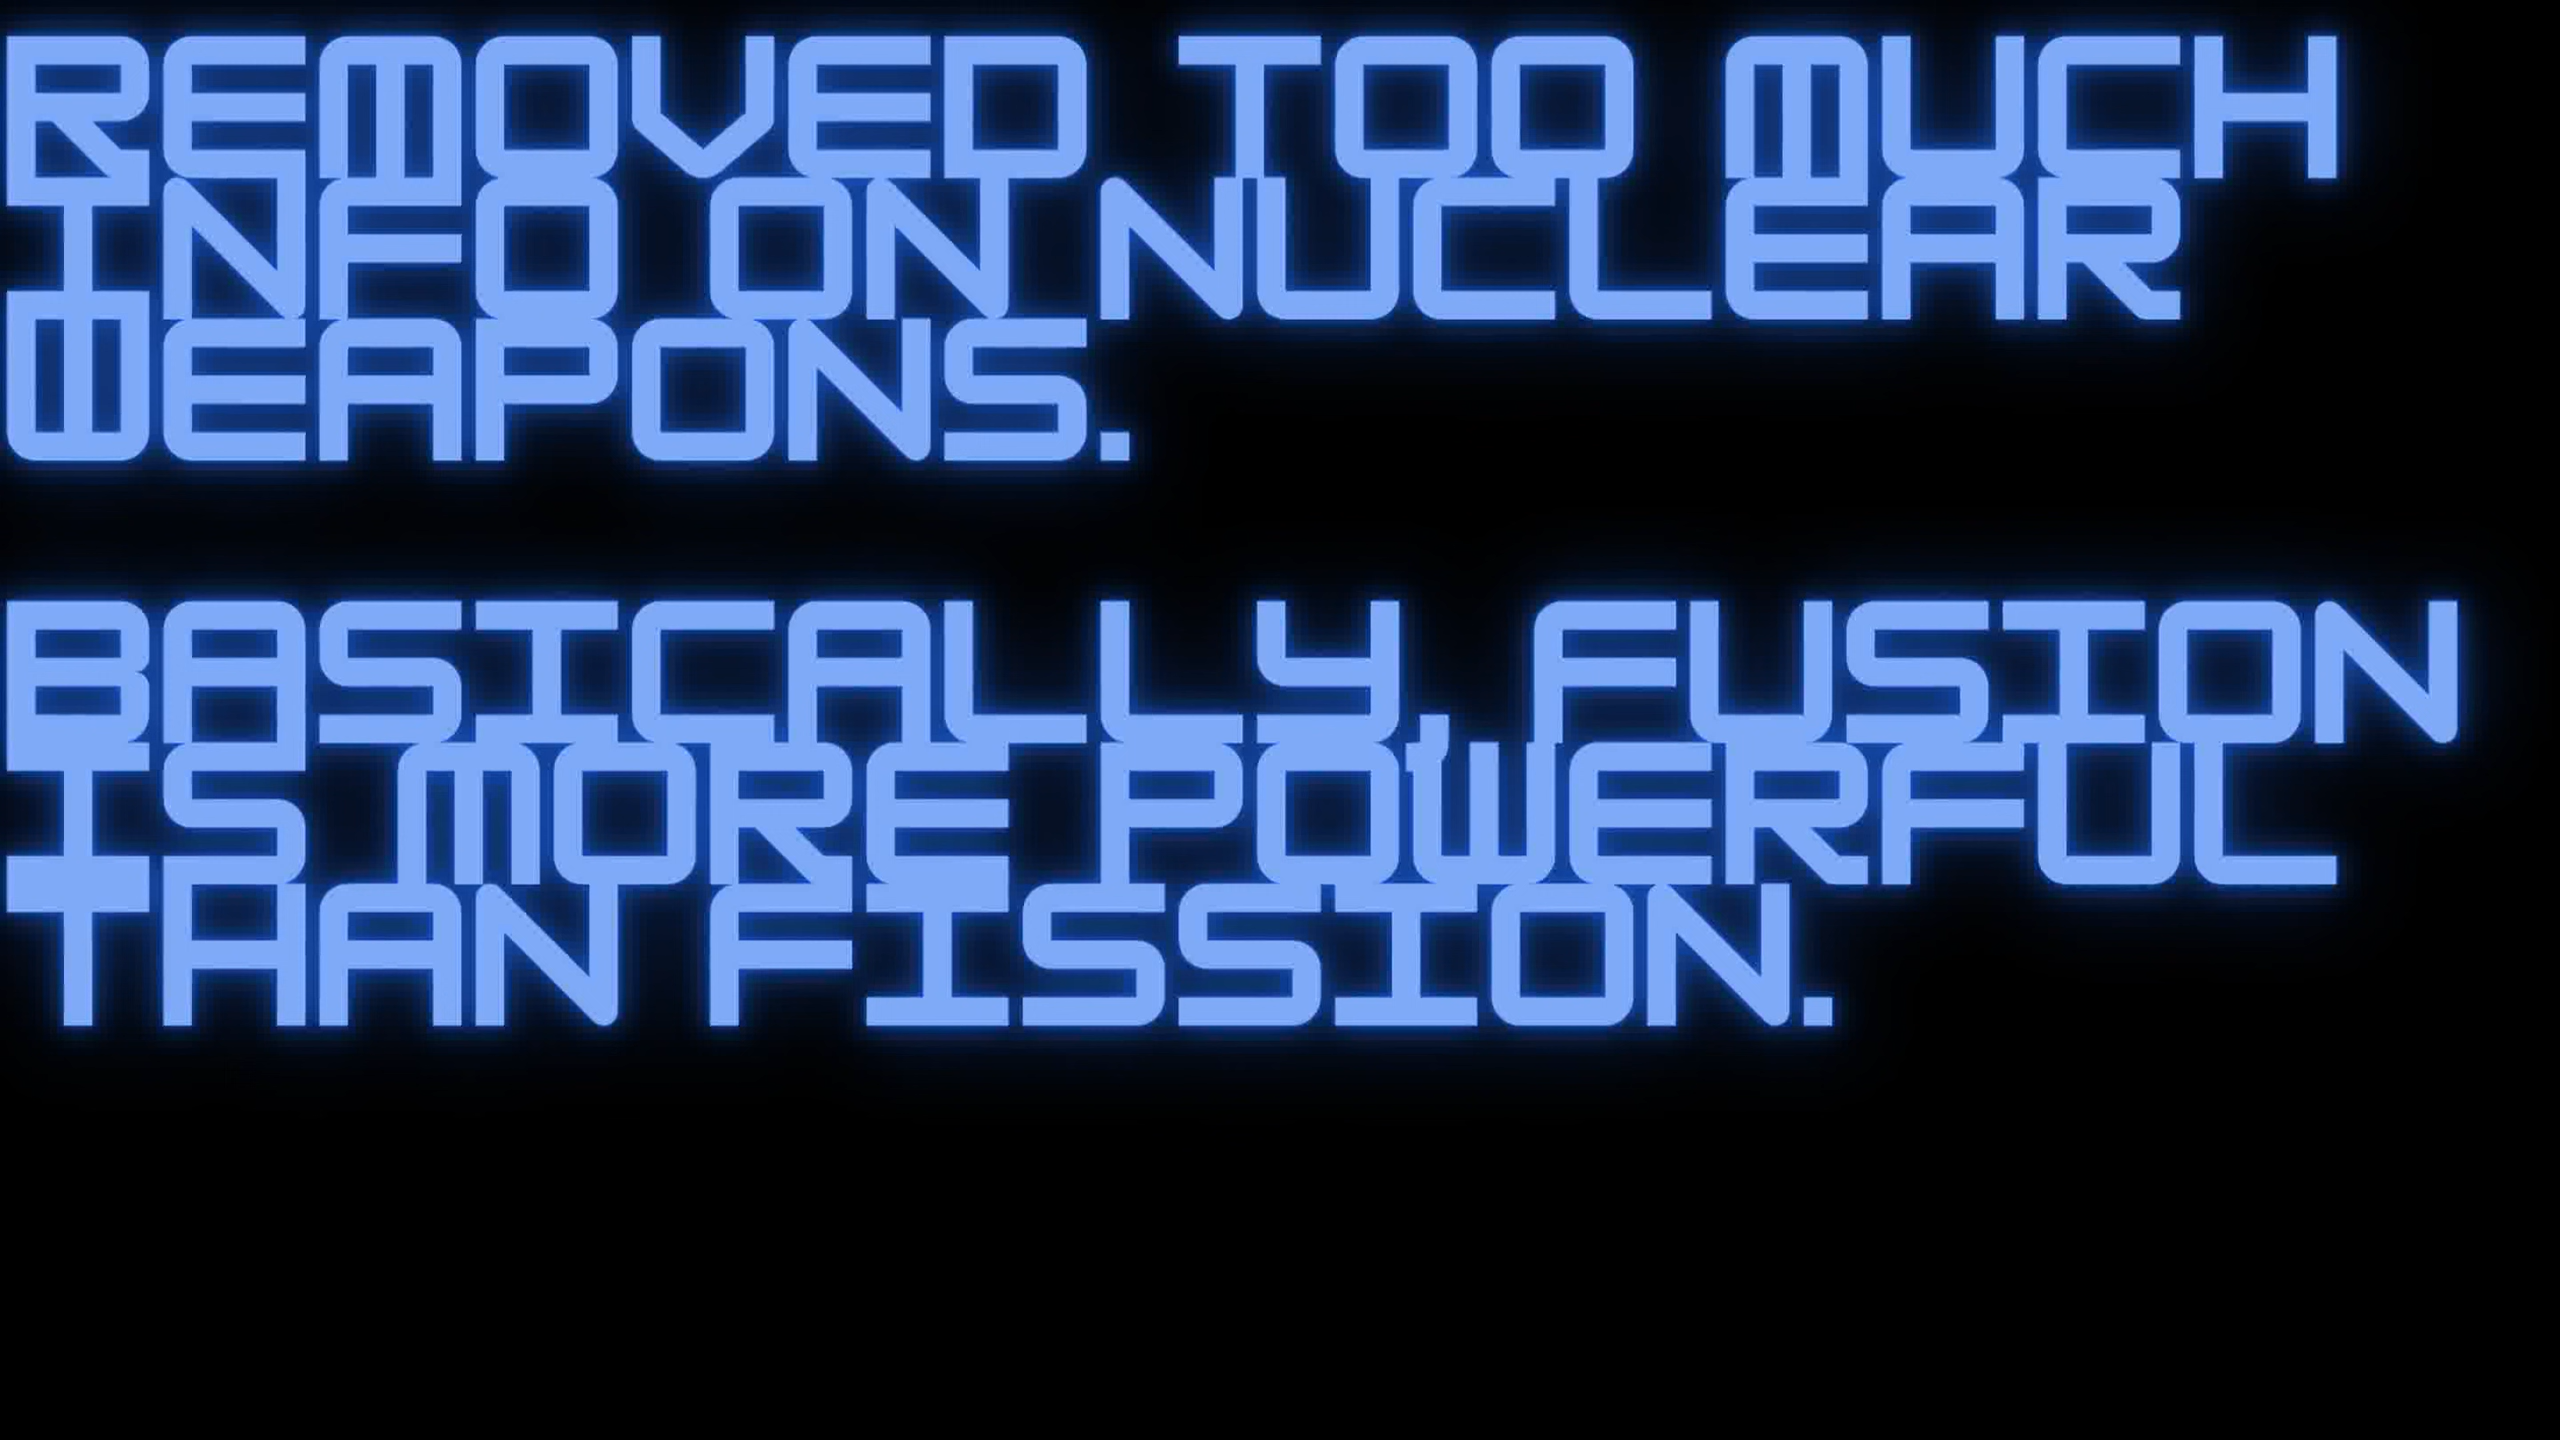 REMOVED TOO MUCH
INFO ON NUCLEAR
WEAPONS.
BASICALLY, FUSION
IS MORE POWERFUL
THAN FISSION.